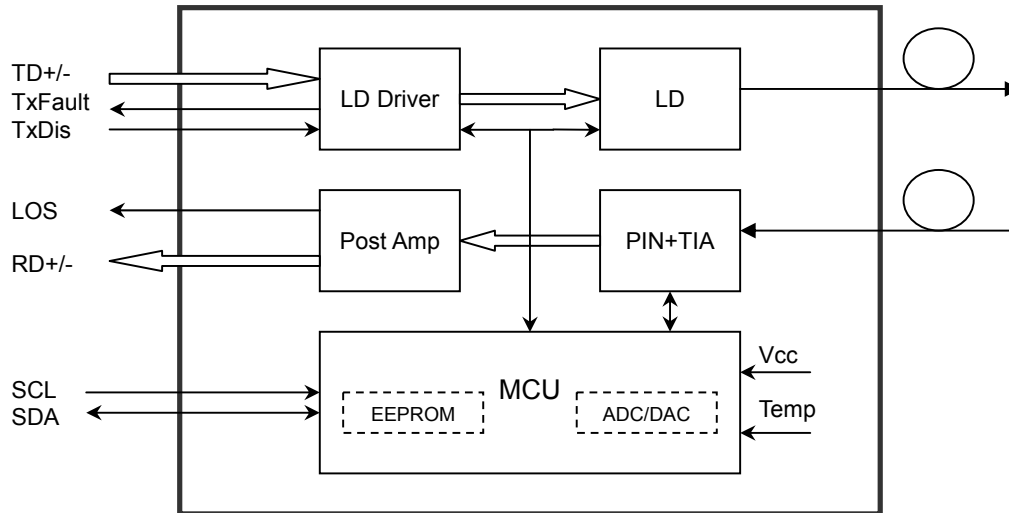 TD+/-
TxFault
TxDis
LD Driver
LD
LOS
RD+/-
Post Amp
PIN+TIA
SCL
SDA
MCU
EEPROM
ADC/DAC
Vcc
Temp